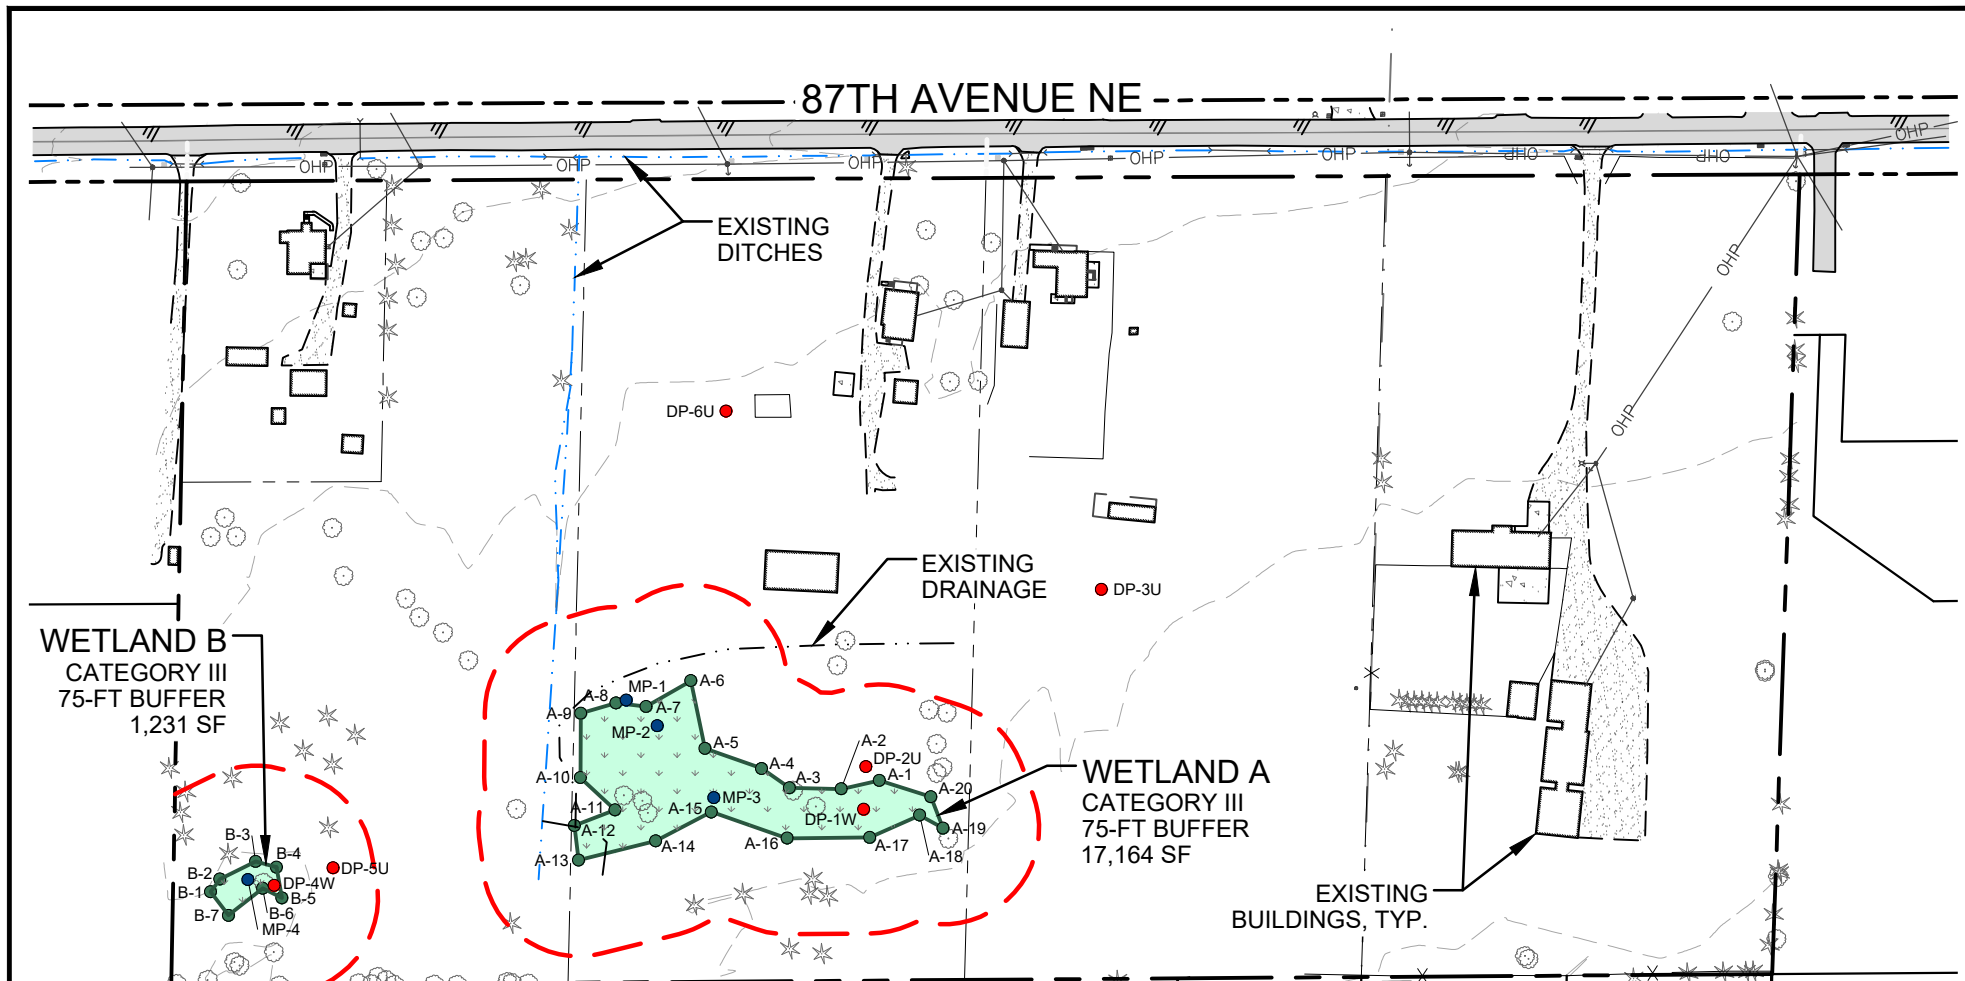 87TH AVENUE NE
OHP
OHP
OHP
OHP
OHP
OHP
OHP
OHP
EXISTING
DITCHES
OHP
OHP
DP-6U
EXISTING
DRAINAGE
DP-3U
WETLAND B
CATEGORY III
75-FT BUFFER
1,231 SF
A-8
MP-1
A-6
A-9
A-7
MP-2
A-5
A-4
A-2
DP-2U
A-10
A-3
A-1
A-20
MP-3
A-11
A-15
DP-1W
A-12
A-19
A-13
A-14
A-16
A-17
A-18
WETLAND A
CATEGORY III
75-FT BUFFER
17,164 SF
B-3
B-4
B-2
DP-5U
B-1
DP-4W
B-5
B-7
B-6
MP-4
EXISTING
BUILDINGS, TYP.